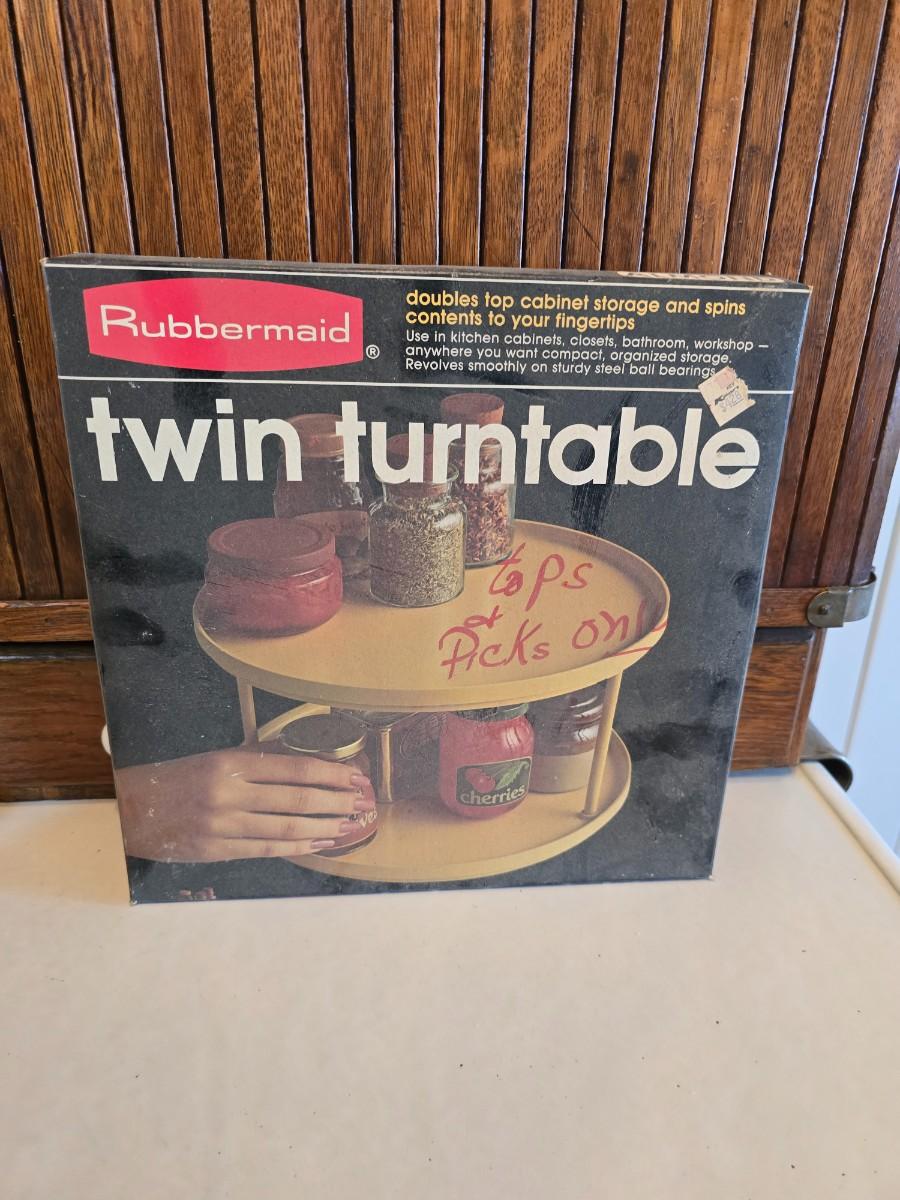 Rubbermaid ®
doubles top cabinet storage and spins
contents to your fingertips
Use in kitchen cabinets, closets, bathroom, workshop –
anywhere you want compact, organized storage.
Revolves smoothly on sturdy steel ball bearings.
twin turntable
tops
&
Picks only
cherries